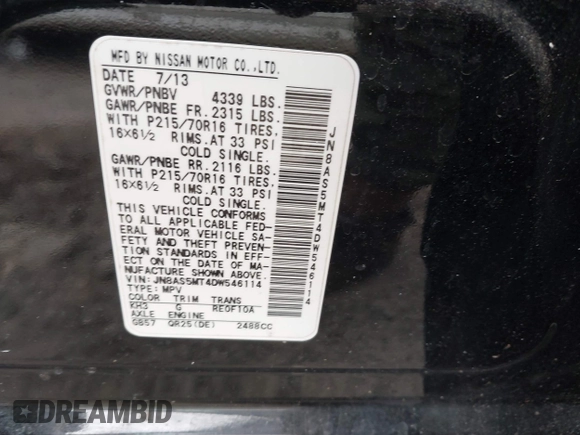 MFD BY NISSAN MOTOR CO.,LTD.
DATE 7/13
GVWR/PNBV 4339 LBS.
GAWR/PNBE FR. 2315 LBS.
WITH P215/70R16 TIRES,
16X6½ RIMS.AT 33 PSI
COLD SINGLE.
GAWR/PNBE RR. 2116 LBS.
WITH P215/70R16 TIRES,
16X6½ RIMS.AT 33 PSI
COLD SINGLE.
THIS VEHICLE CONFORMS
TO ALL APPLICABLE FED-
ERAL MOTOR VEHICLE SA-
FETY AND THEFT PREVEN-
TION STANDARDS IN EFF-
ECT ON THE DATE OF MA-
NUFACTURE SHOWN ABOVE.
VIN: JN8AS5MT4DW546114
TYPE: MPV
COLOR TRIM TRANS
KH3 G RE0F10A
AXLE ENGINE
GB57 QR25(DE) 2488CC
JN8AS5MT4DW546114
DREAMBID